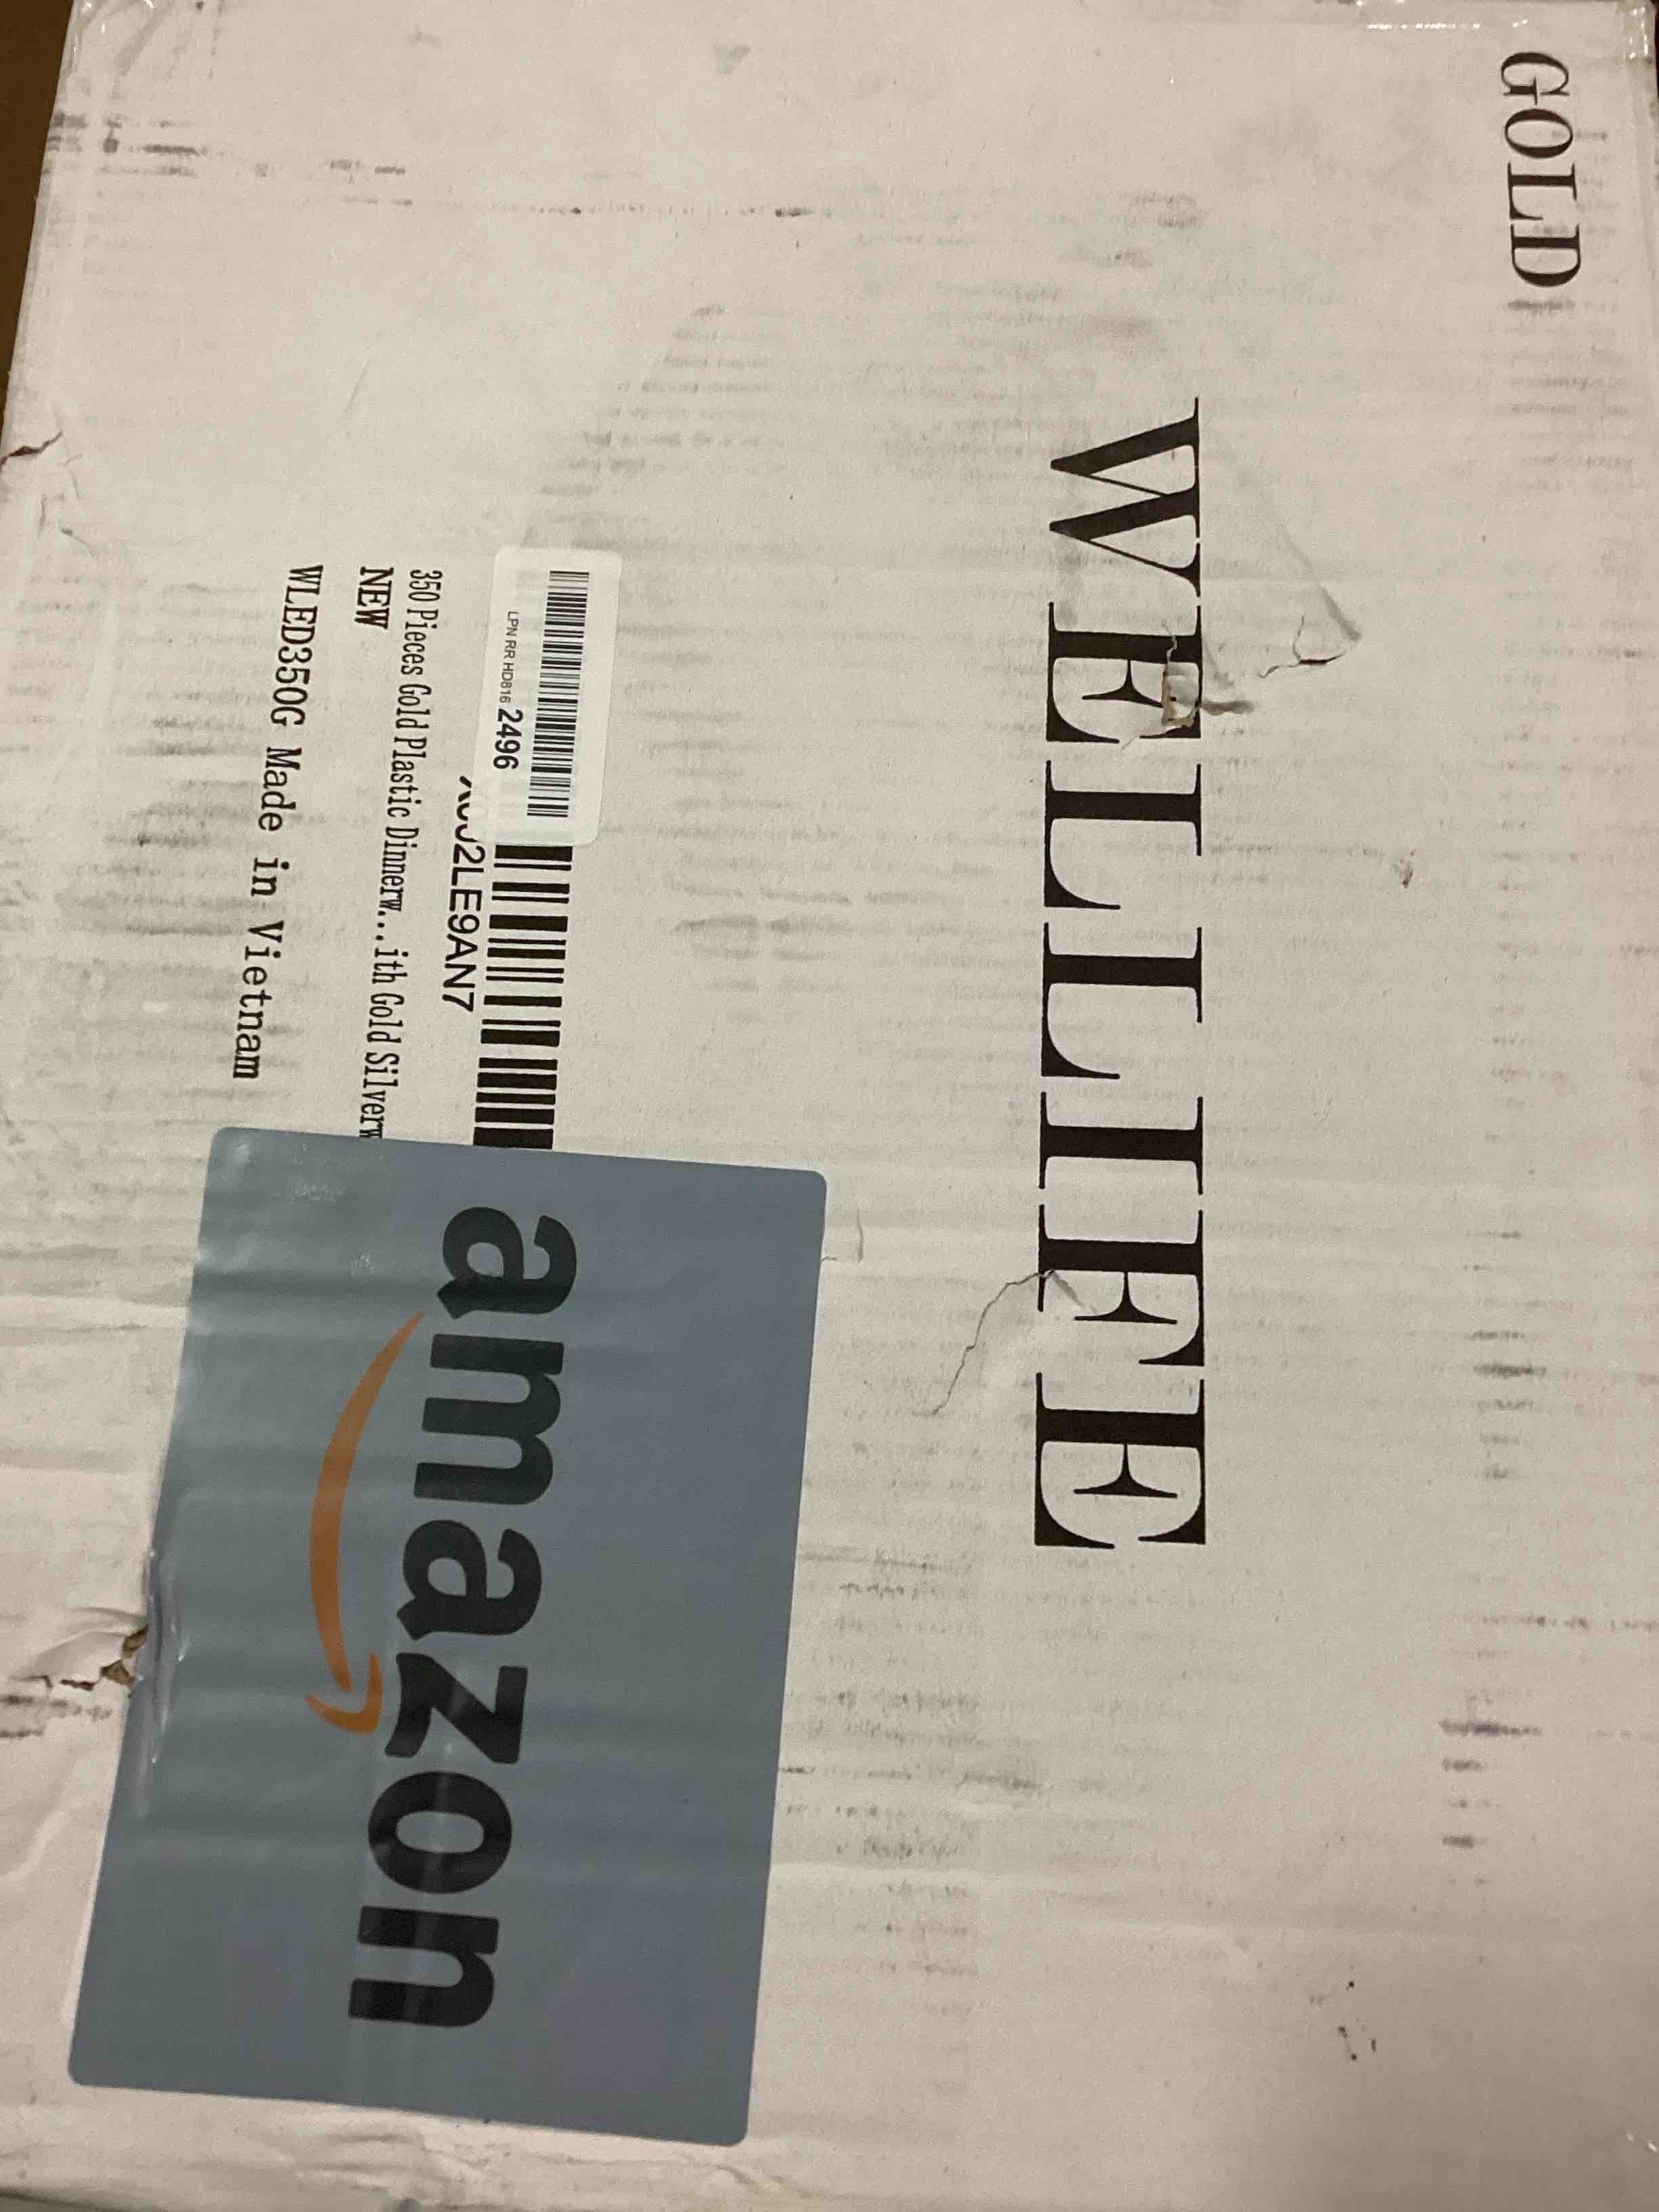 GOLD
WELLIFE
LPN RR HD816 2496
2LE9AN7
350 Pieces Gold Plastic Dinnerw...ith Gold Silverw
NEW
WLED350G Made in Vietnam
amazon